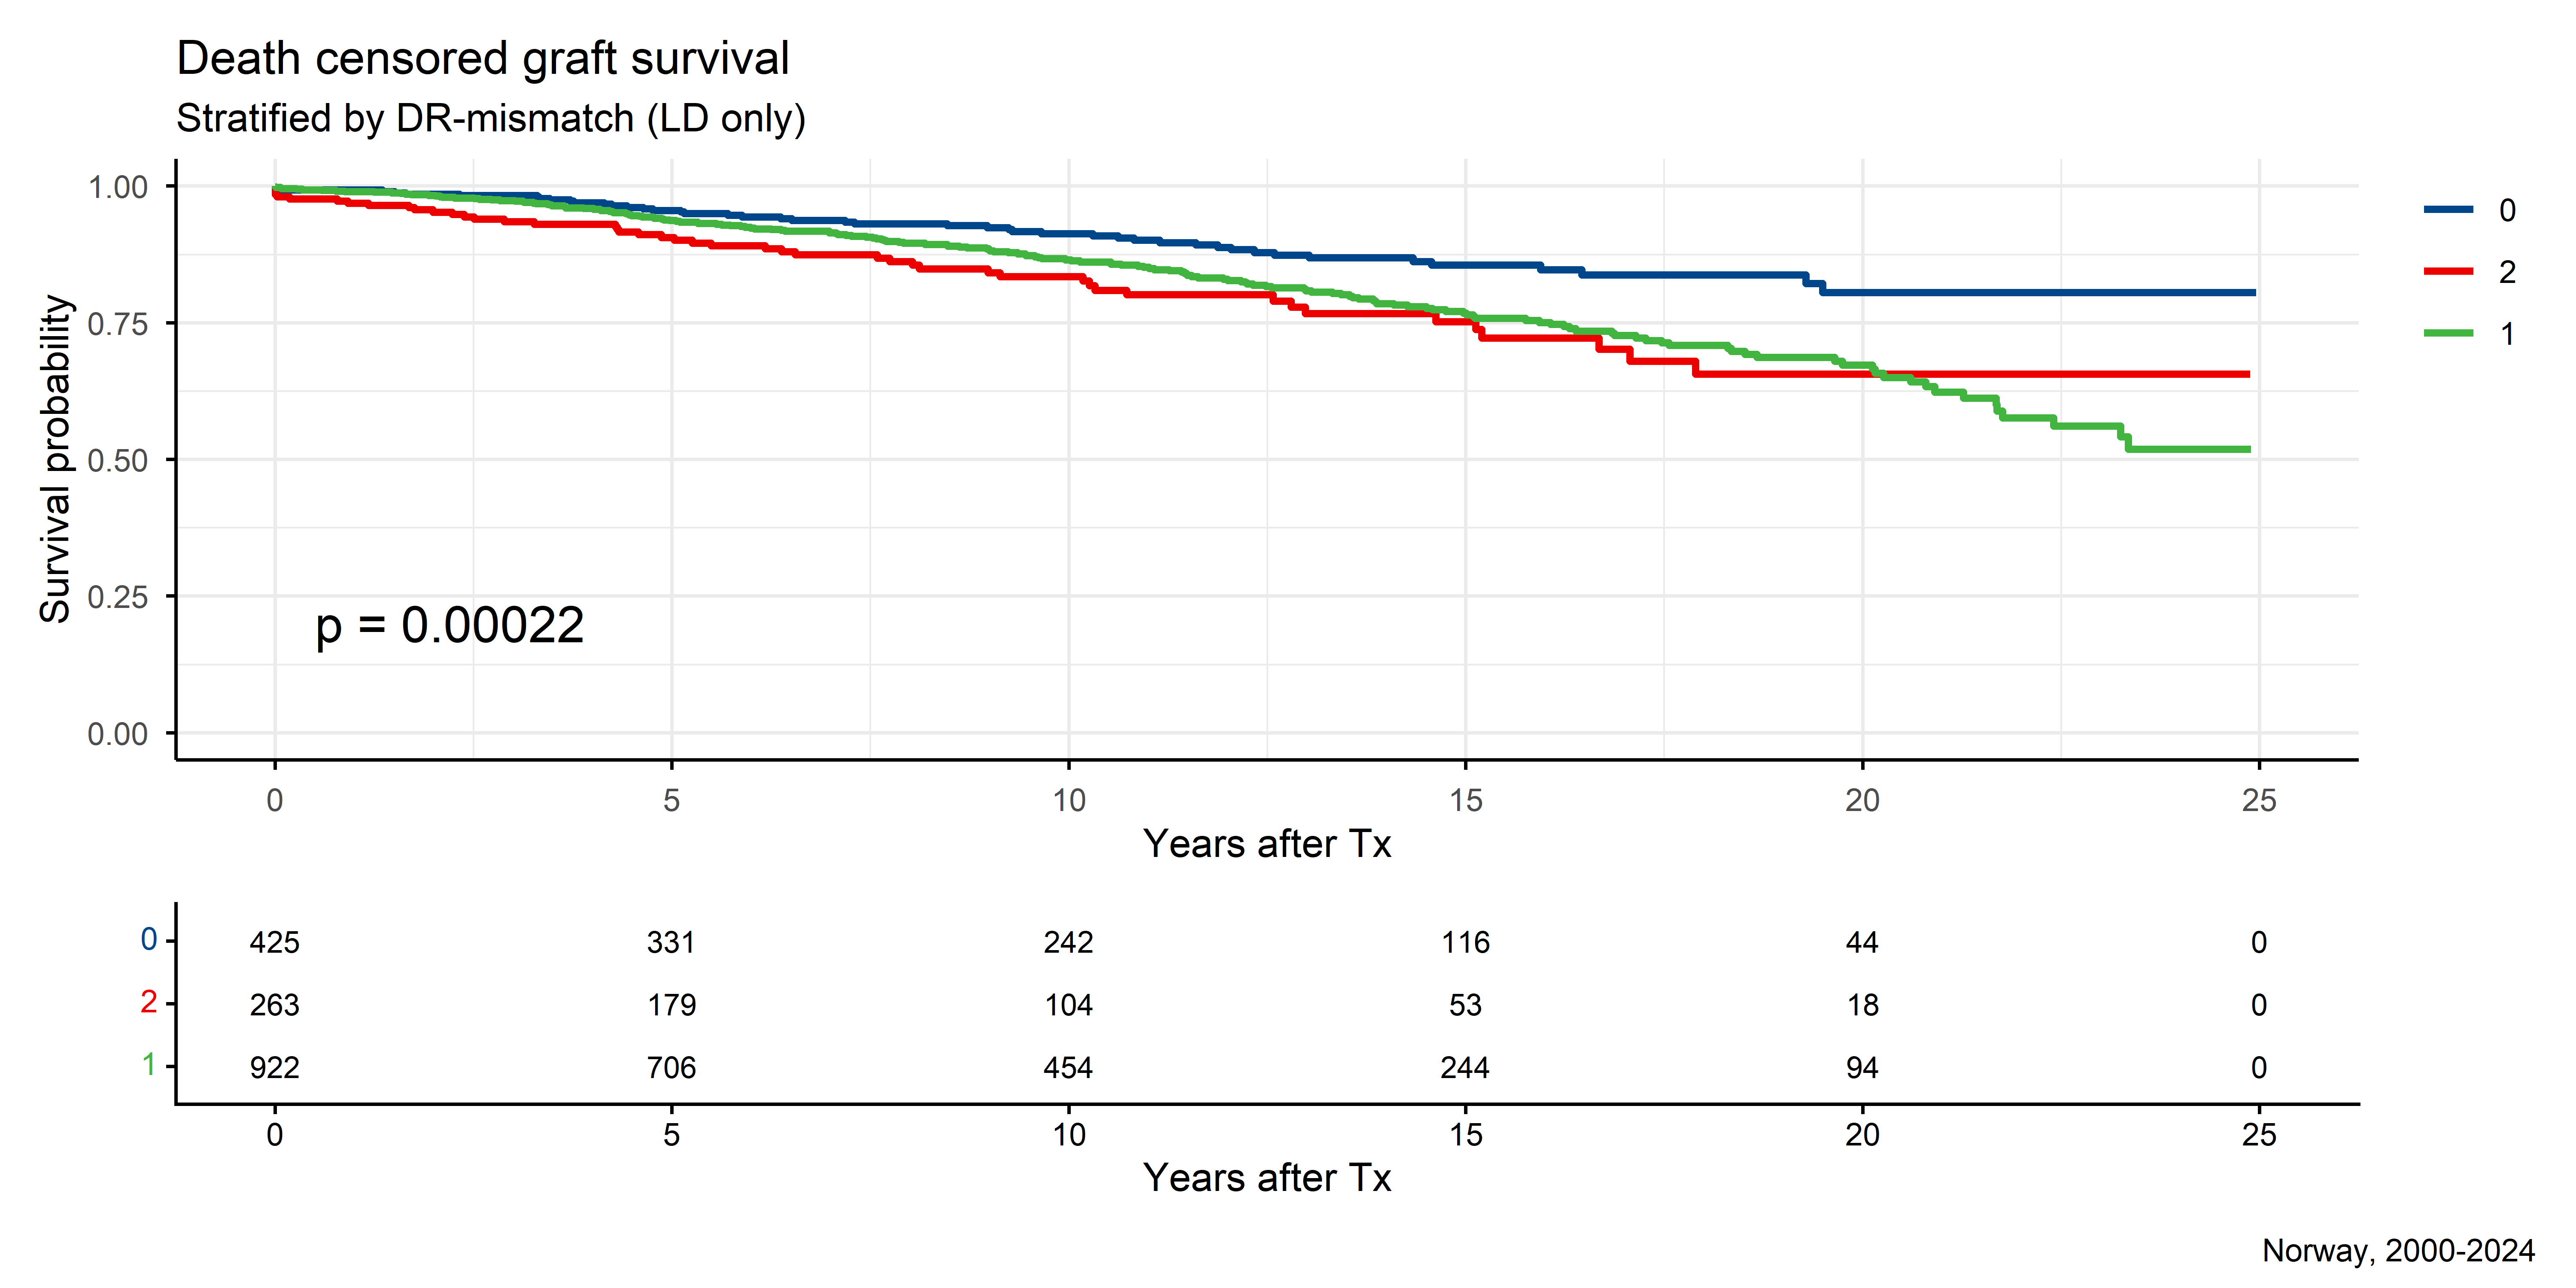 Death censored graft survival
Stratified by DR-mismatch (LD only)
Survival probability
1.00
0.75
0.50
0.25
0.00
p = 0.00022
0
2
1
0 5 10 15 20 25
Years after Tx
0 425 331 242 116 44 0
2 263 179 104 53 18 0
1 922 706 454 244 94 0
0 5 10 15 20 25
Years after Tx
Norway, 2000-2024